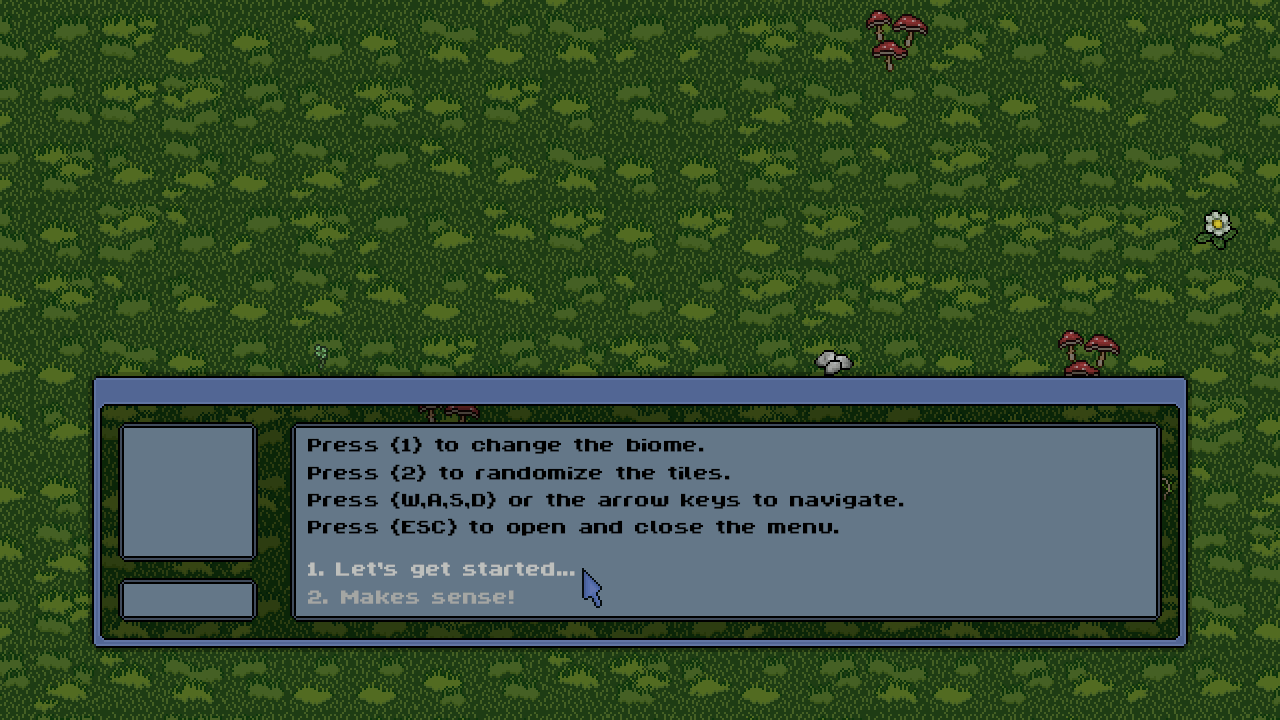 Press {1} to change the biome.
Press {2} to randomize the tiles.
Press {W,A,S,D} or the arrow keys to navigate.
Press {ESC} to open and close the menu.
1. Let's get started...
2. Makes sense!